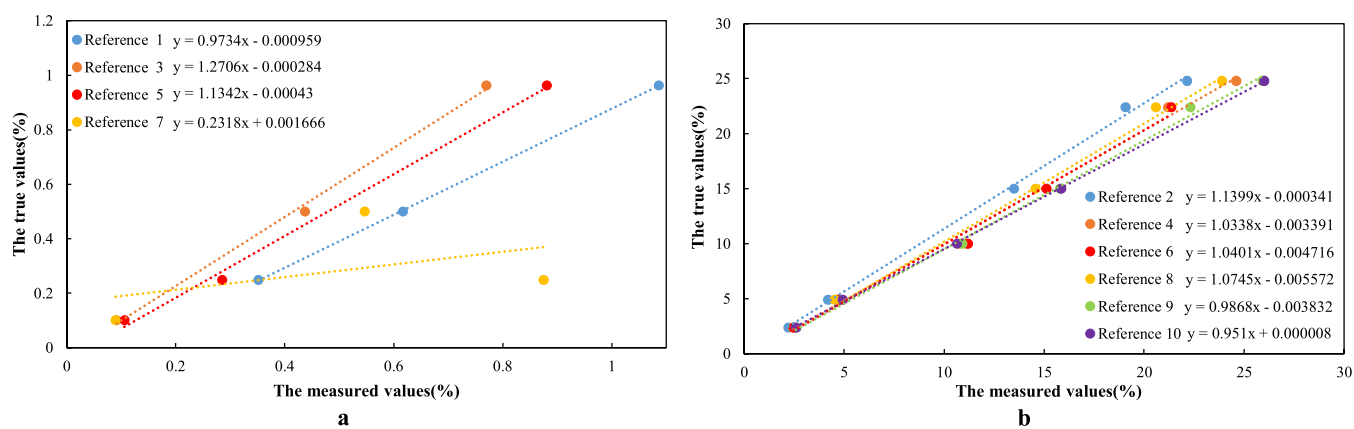 1.2
1
0.8
0.6
0.4
0.2
0
The true values(%)
Reference 1 y = 0.9734x - 0.000959
Reference 3 y = 1.2706x - 0.000284
Reference 5 y = 1.1342x - 0.00043
Reference 7 y = 0.2318x + 0.001666
0 0.2 0.4 0.6 0.8 1
The measured values(%)
a
30
25
20
15
10
5
0
The true values(%)
Reference 2 y = 1.1399x - 0.000341
Reference 4 y = 1.0338x - 0.003391
Reference 6 y = 1.0401x - 0.004716
Reference 8 y = 1.0745x - 0.005572
Reference 9 y = 0.9868x - 0.003832
Reference 10 y = 0.951x + 0.000008
0 5 10 15 20 25 30
The measured values(%)
b